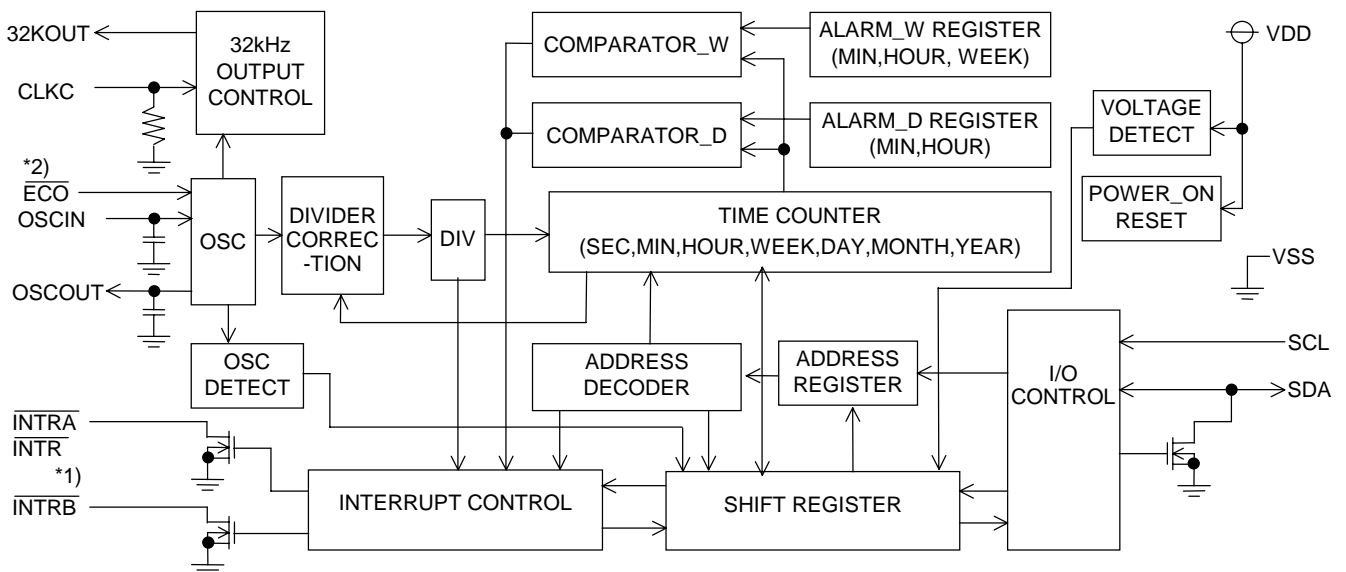 32KOUT
CLKC
32kHz
OUTPUT
CONTROL
COMPARATOR_W
ALARM_W REGISTER
(MIN,HOUR, WEEK)
VDD
COMPARATOR_D
ALARM_D REGISTER
(MIN,HOUR)
VOLTAGE
DETECT
*2)
ECO
OSCIN
OSCOUT
OSC
DIVIDER
CORREC
-TION
DIV
TIME COUNTER
(SEC,MIN,HOUR,WEEK,DAY,MONTH,YEAR)
POWER_ON
RESET
VSS
OSC
DETECT
ADDRESS
DECODER
ADDRESS
REGISTER
I/O
CONTROL
SCL
SDA
INTRA
INTR
*1)
INTRB
INTERRUPT CONTROL
SHIFT REGISTER